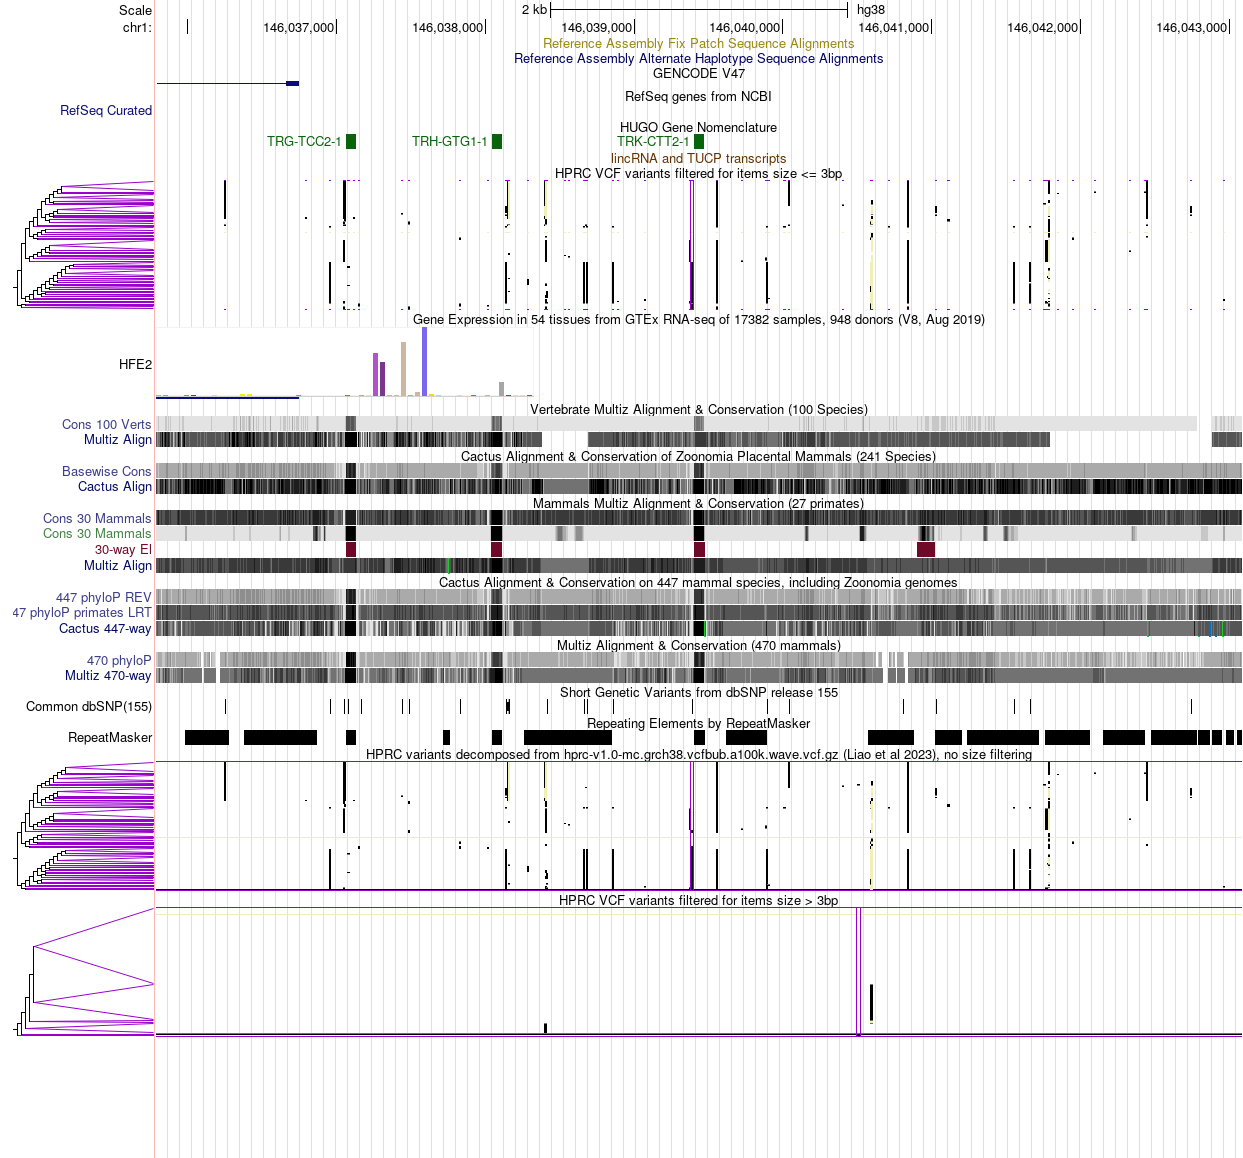 Scale 2 kb hg38
chr1: 146,037,000 146,038,000 146,039,000 146,040,000 146,041,000 146,042,000 146,043,000
Reference Assembly Fix Patch Sequence Alignments
Reference Assembly Alternate Haplotype Sequence Alignments
GENCODE V47
RefSeq genes from NCBI
RefSeq Curated
HUGO Gene Nomenclature
TRG-TCC2-1 TRH-GTG1-1 TRK-CTT2-1
lincRNA and TUCP transcripts
HPRC VCF variants filtered for items size <= 3bp
Gene Expression in 54 tissues from GTEx RNA-seq of 17382 samples, 948 donors (V8, Aug 2019)
HFE2
Vertebrate Multiz Alignment & Conservation (100 Species)
Cons 100 Verts
Multiz Align
Cactus Alignment & Conservation of Zoonomia Placental Mammals (241 Species)
Basewise Cons
Cactus Align
Mammals Multiz Alignment & Conservation (27 primates)
Cons 30 Mammals
Cons 30 Mammals
30-way El
Multiz Align
Cactus Alignment & Conservation on 447 mammal species, including Zoonomia genomes
447 phyloP REV
47 phyloP primates LRT
Cactus 447-way
Multiz Alignment & Conservation (470 mammals)
470 phyloP
Multiz 470-way
Short Genetic Variants from dbSNP release 155
Common dbSNP(155)
Repeating Elements by RepeatMasker
RepeatMasker
HPRC variants decomposed from hprc-v1.0-mc.grch38.vcfbub.a100k.wave.vcf.gz (Liao et al 2023), no size filtering
HPRC VCF variants filtered for items size > 3bp